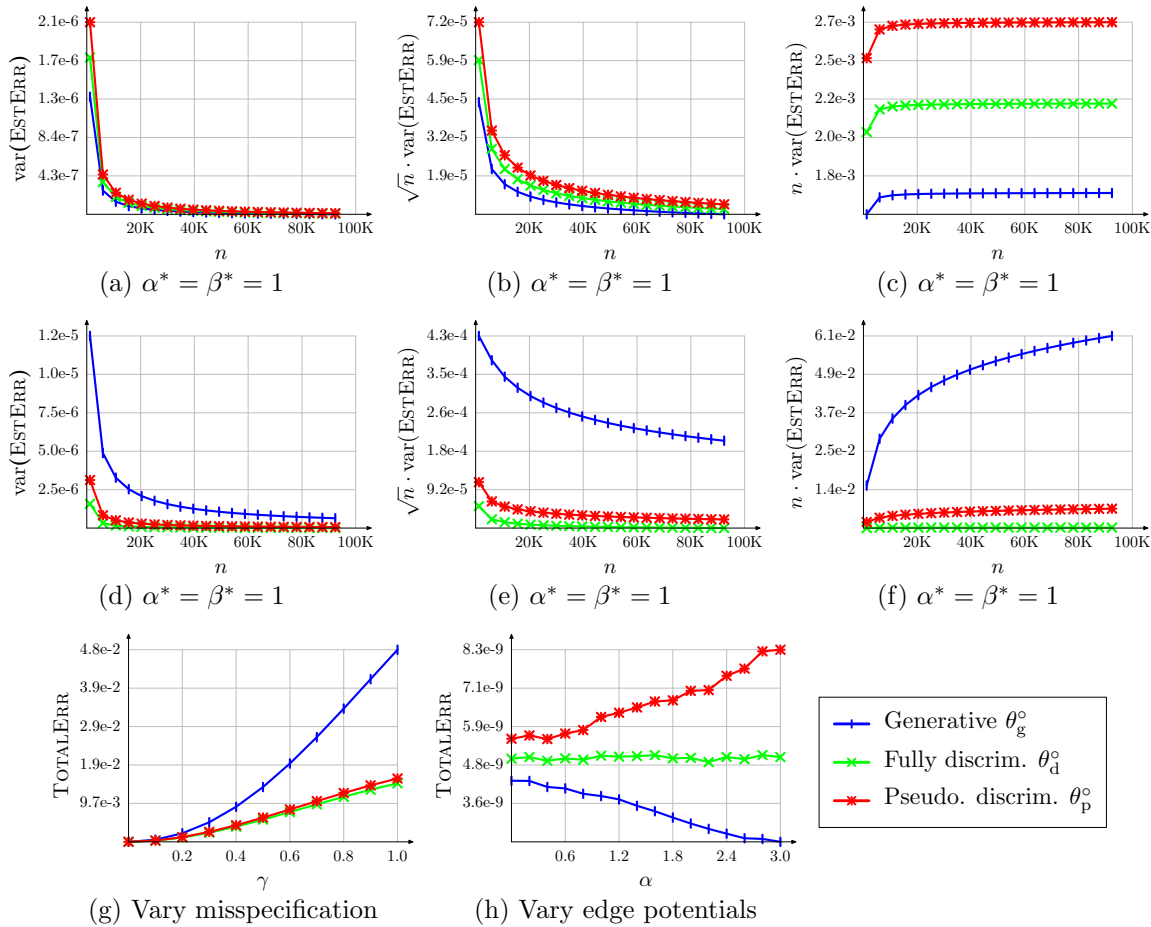 var(ESTERR)
2.1e-6
1.7e-6
1.3e-6
8.4e-7
4.3e-7
20K 40K 60K 80K 100K
n
(a) α* = β* = 1
√n · var(ESTERR)
7.2e-5
5.9e-5
4.5e-5
3.2e-5
1.9e-5
20K 40K 60K 80K 100K
n
(b) α* = β* = 1
n · var(ESTERR)
2.7e-3
2.5e-3
2.2e-3
2.0e-3
1.8e-3
20K 40K 60K 80K 100K
n
(c) α* = β* = 1
var(ESTERR)
1.2e-5
1.0e-5
7.5e-6
5.0e-6
2.5e-6
20K 40K 60K 80K 100K
n
(d) α* = β* = 1
√n · var(ESTERR)
4.3e-4
3.5e-4
2.6e-4
1.8e-4
9.2e-5
20K 40K 60K 80K 100K
n
(e) α* = β* = 1
n · var(ESTERR)
6.1e-2
4.9e-2
3.7e-2
2.5e-2
1.4e-2
20K 40K 60K 80K 100K
n
(f) α* = β* = 1
TOTALERR
4.8e-2
3.9e-2
2.9e-2
1.9e-2
9.7e-3
0.2 0.4 0.6 0.8 1.0
γ
(g) Vary misspecification
TOTALERR
8.3e-9
7.1e-9
5.9e-9
4.8e-9
3.6e-9
0.6 1.2 1.8 2.4 3.0
α
(h) Vary edge potentials
Generative θ°g
Fully discrim. θ°d
Pseudo. discrim. θ°p